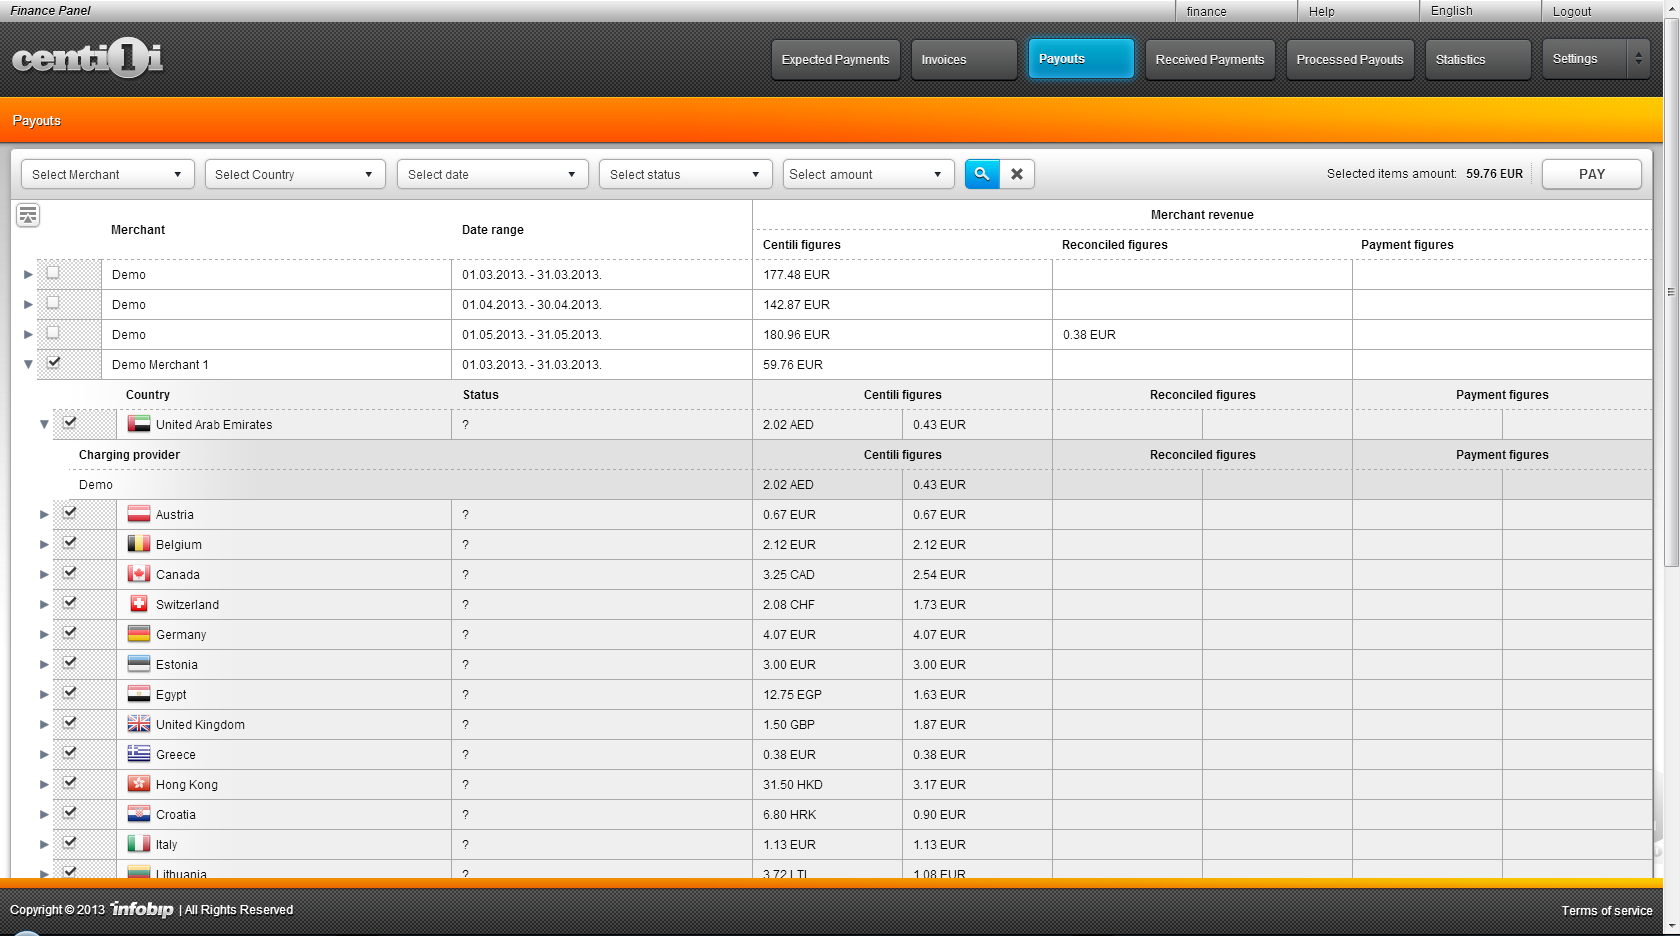 Finance Panel finance Help English Logout
centi1i Expected Payments Invoices Payouts Received Payments Processed Payouts Statistics Settings
Payouts
Select Merchant Select Country Select date Select status Select amount Selected items amount: 59.76 EUR PAY
Merchant revenue
Merchant Date range
Centili figures Reconciled figures Payment figures
Demo 01.03.2013. - 31.03.2013. 177.48 EUR
Demo 01.04.2013. - 30.04.2013. 142.87 EUR
Demo 01.05.2013. - 31.05.2013. 180.96 EUR 0.38 EUR
Demo Merchant 1 01.03.2013. - 31.03.2013. 59.76 EUR
Country Status Centili figures Reconciled figures Payment figures
United Arab Emirates ? 2.02 AED 0.43 EUR
Charging provider Centili figures Reconciled figures Payment figures
Demo 2.02 AED 0.43 EUR
Austria ? 0.67 EUR 0.67 EUR
Belgium ? 2.12 EUR 2.12 EUR
Canada ? 3.25 CAD 2.54 EUR
Switzerland ? 2.08 CHF 1.73 EUR
Germany ? 4.07 EUR 4.07 EUR
Estonia ? 3.00 EUR 3.00 EUR
Egypt ? 12.75 EGP 1.63 EUR
United Kingdom ? 1.50 GBP 1.87 EUR
Greece ? 0.38 EUR 0.38 EUR
Hong Kong ? 31.50 HKD 3.17 EUR
Croatia ? 6.80 HRK 0.90 EUR
Italy ? 1.13 EUR 1.13 EUR
Lithuania ? 3.72 LTL 1.08 EUR
Copyright © 2013 infobip | All Rights Reserved Terms of service